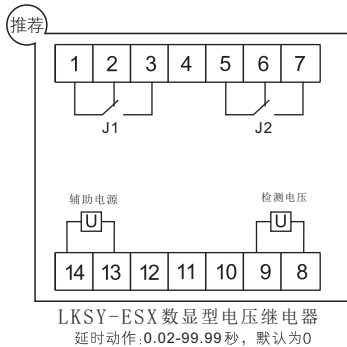 推荐
1 2 3 4 5 6 7
J1 J2
辅助电源 检测电压
U U
14 13 12 11 10 9 8
LKSY-ESX数显型电压继电器
延时动作:0.02-99.99秒，默认为0